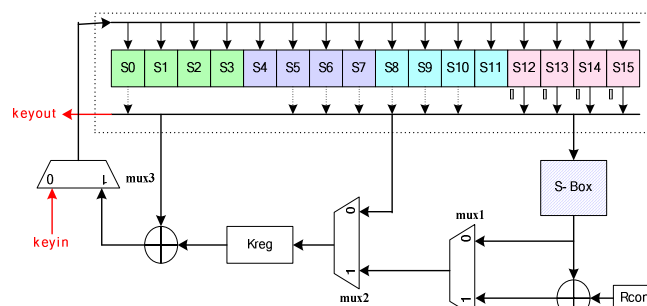 S0 S1 S2 S3 S4 S5 S6 S7 S8 S9 S10 S11 S12 S13 S14 S15
keyout
0 1
mux3
S-Box
mux1
0
0
Kreg
keyin
1
1
mux2
Rcon